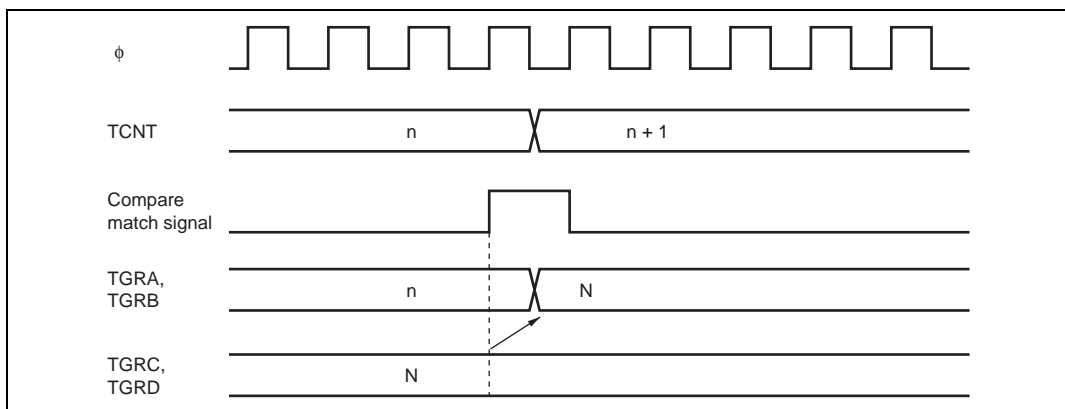 ϕ
TCNT
n
n + 1
Compare
match signal
TGRA,
TGRB
n
N
TGRC,
TGRD
N